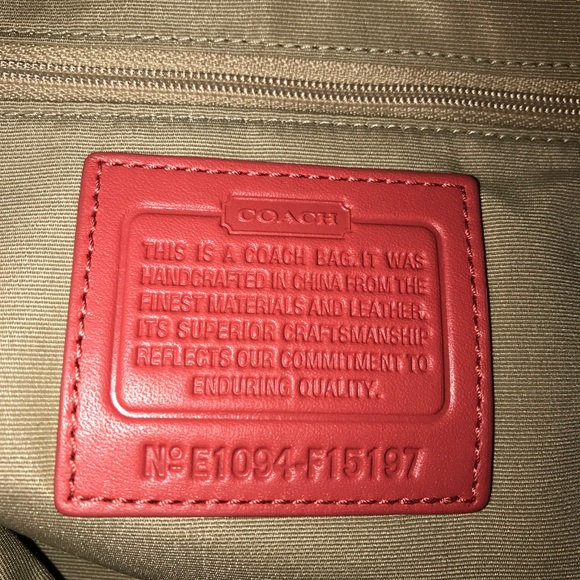 COACH
THIS IS A COACH BAG. IT WAS
HANDCRAFTED IN CHINA FROM THE
FINEST MATERIALS AND LEATHER.
ITS SUPERIOR CRAFTSMANSHIP
REFLECTS OUR COMMITMENT TO
ENDURING QUALITY.
Nº E1094-F15197